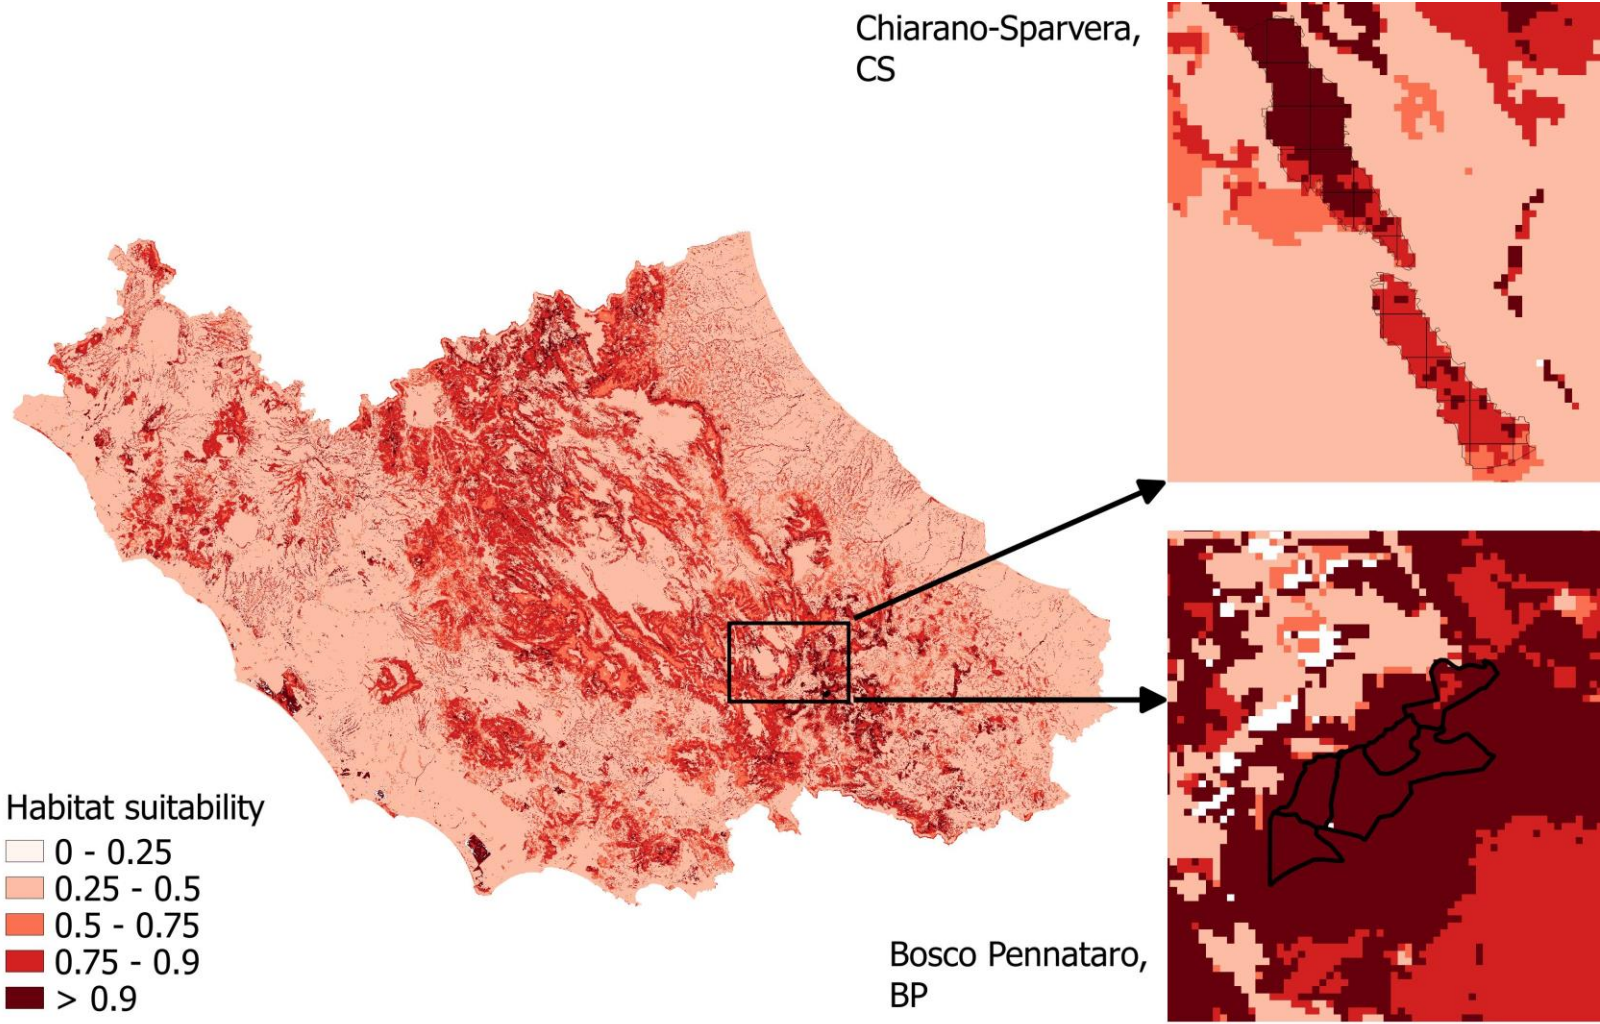 Chiarano-Sparvera,
CS
Habitat suitability
0 - 0.25
0.25 - 0.5
0.5 - 0.75
0.75 - 0.9
> 0.9
Bosco Pennataro,
BP